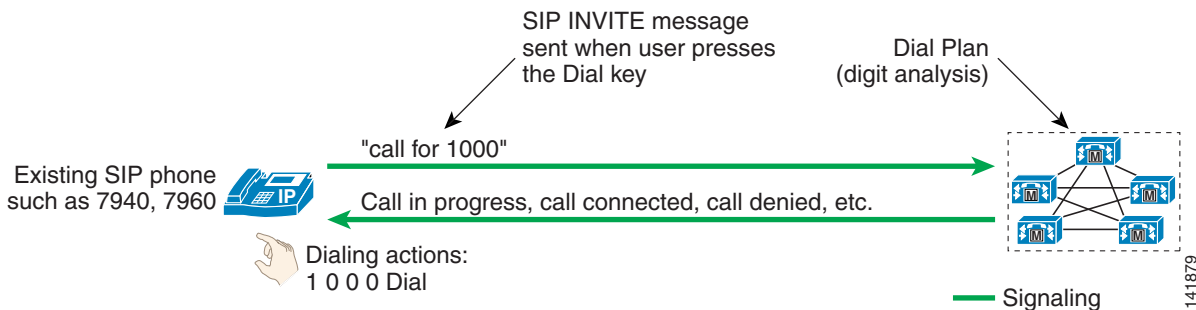 SIP INVITE message
sent when user presses
the Dial key
Dial Plan
(digit analysis)
"call for 1000"
Existing SIP phone
such as 7940, 7960
IP
Call in progress, call connected, call denied, etc.
M
M
M
M
M
Dialing actions:
1 0 0 0 Dial
Signaling
141879